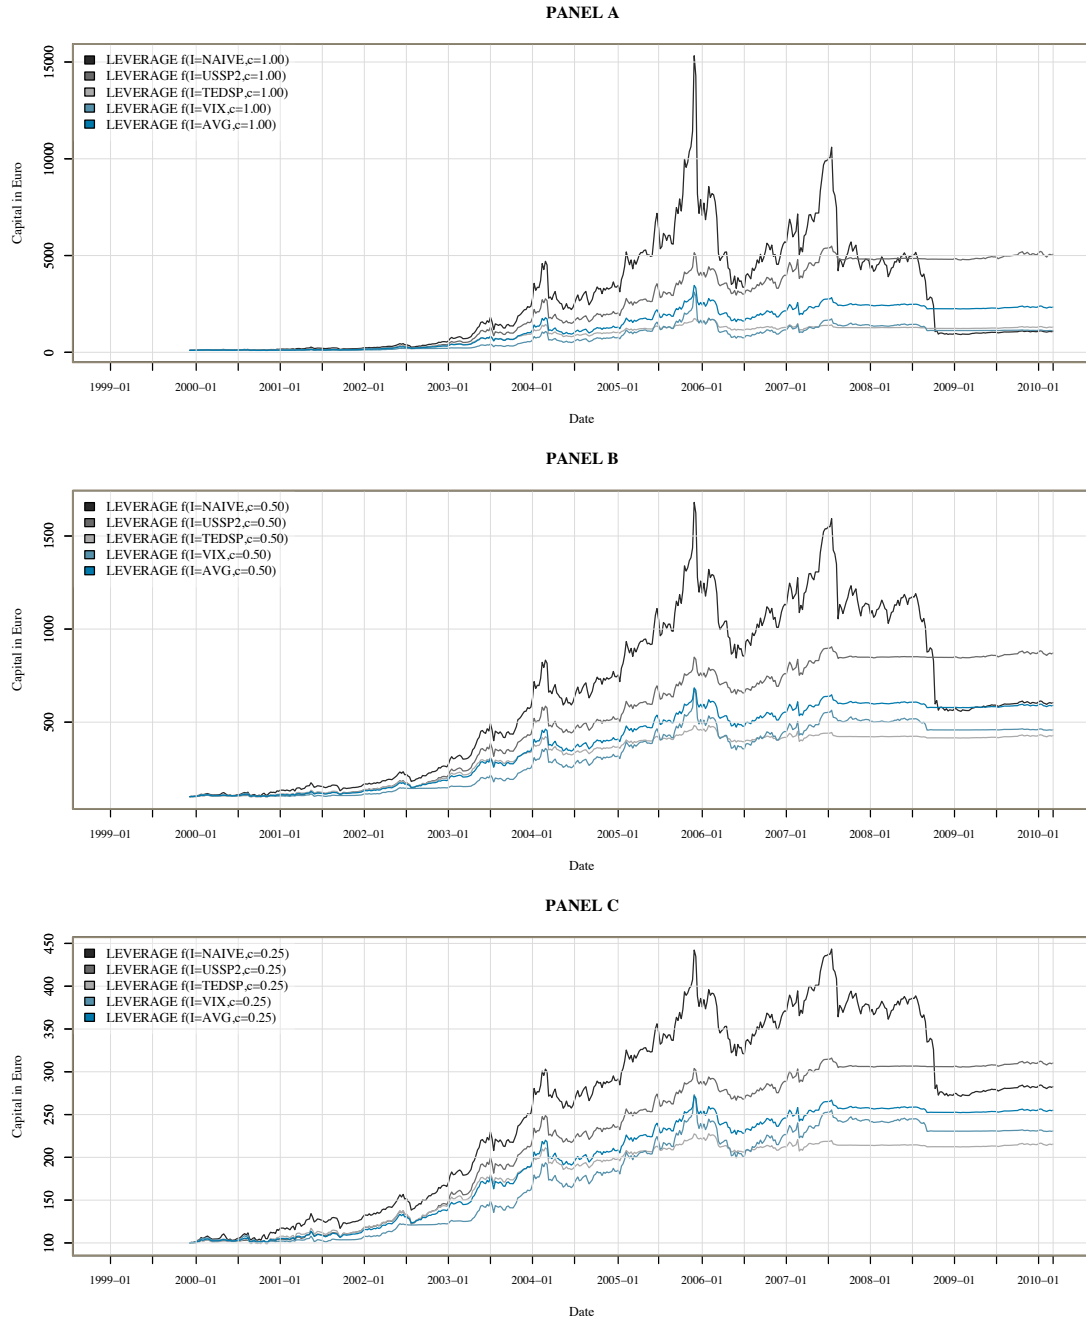 PANEL A
Capital in Euro
15000
10000
5000
0
LEVERAGE f(I=NAIVE,c=1.00)
LEVERAGE f(I=USSP2,c=1.00)
LEVERAGE f(I=TEDSP,c=1.00)
LEVERAGE f(I=VIX,c=1.00)
LEVERAGE f(I=AVG,c=1.00)
1999–01 2000–01 2001–01 2002–01 2003–01 2004–01 2005–01 2006–01 2007–01 2008–01 2009–01 2010–01
Date
PANEL B
Capital in Euro
1500
1000
500
LEVERAGE f(I=NAIVE,c=0.50)
LEVERAGE f(I=USSP2,c=0.50)
LEVERAGE f(I=TEDSP,c=0.50)
LEVERAGE f(I=VIX,c=0.50)
LEVERAGE f(I=AVG,c=0.50)
1999–01 2000–01 2001–01 2002–01 2003–01 2004–01 2005–01 2006–01 2007–01 2008–01 2009–01 2010–01
Date
PANEL C
Capital in Euro
450
400
350
300
250
200
150
100
LEVERAGE f(I=NAIVE,c=0.25)
LEVERAGE f(I=USSP2,c=0.25)
LEVERAGE f(I=TEDSP,c=0.25)
LEVERAGE f(I=VIX,c=0.25)
LEVERAGE f(I=AVG,c=0.25)
1999–01 2000–01 2001–01 2002–01 2003–01 2004–01 2005–01 2006–01 2007–01 2008–01 2009–01 2010–01
Date